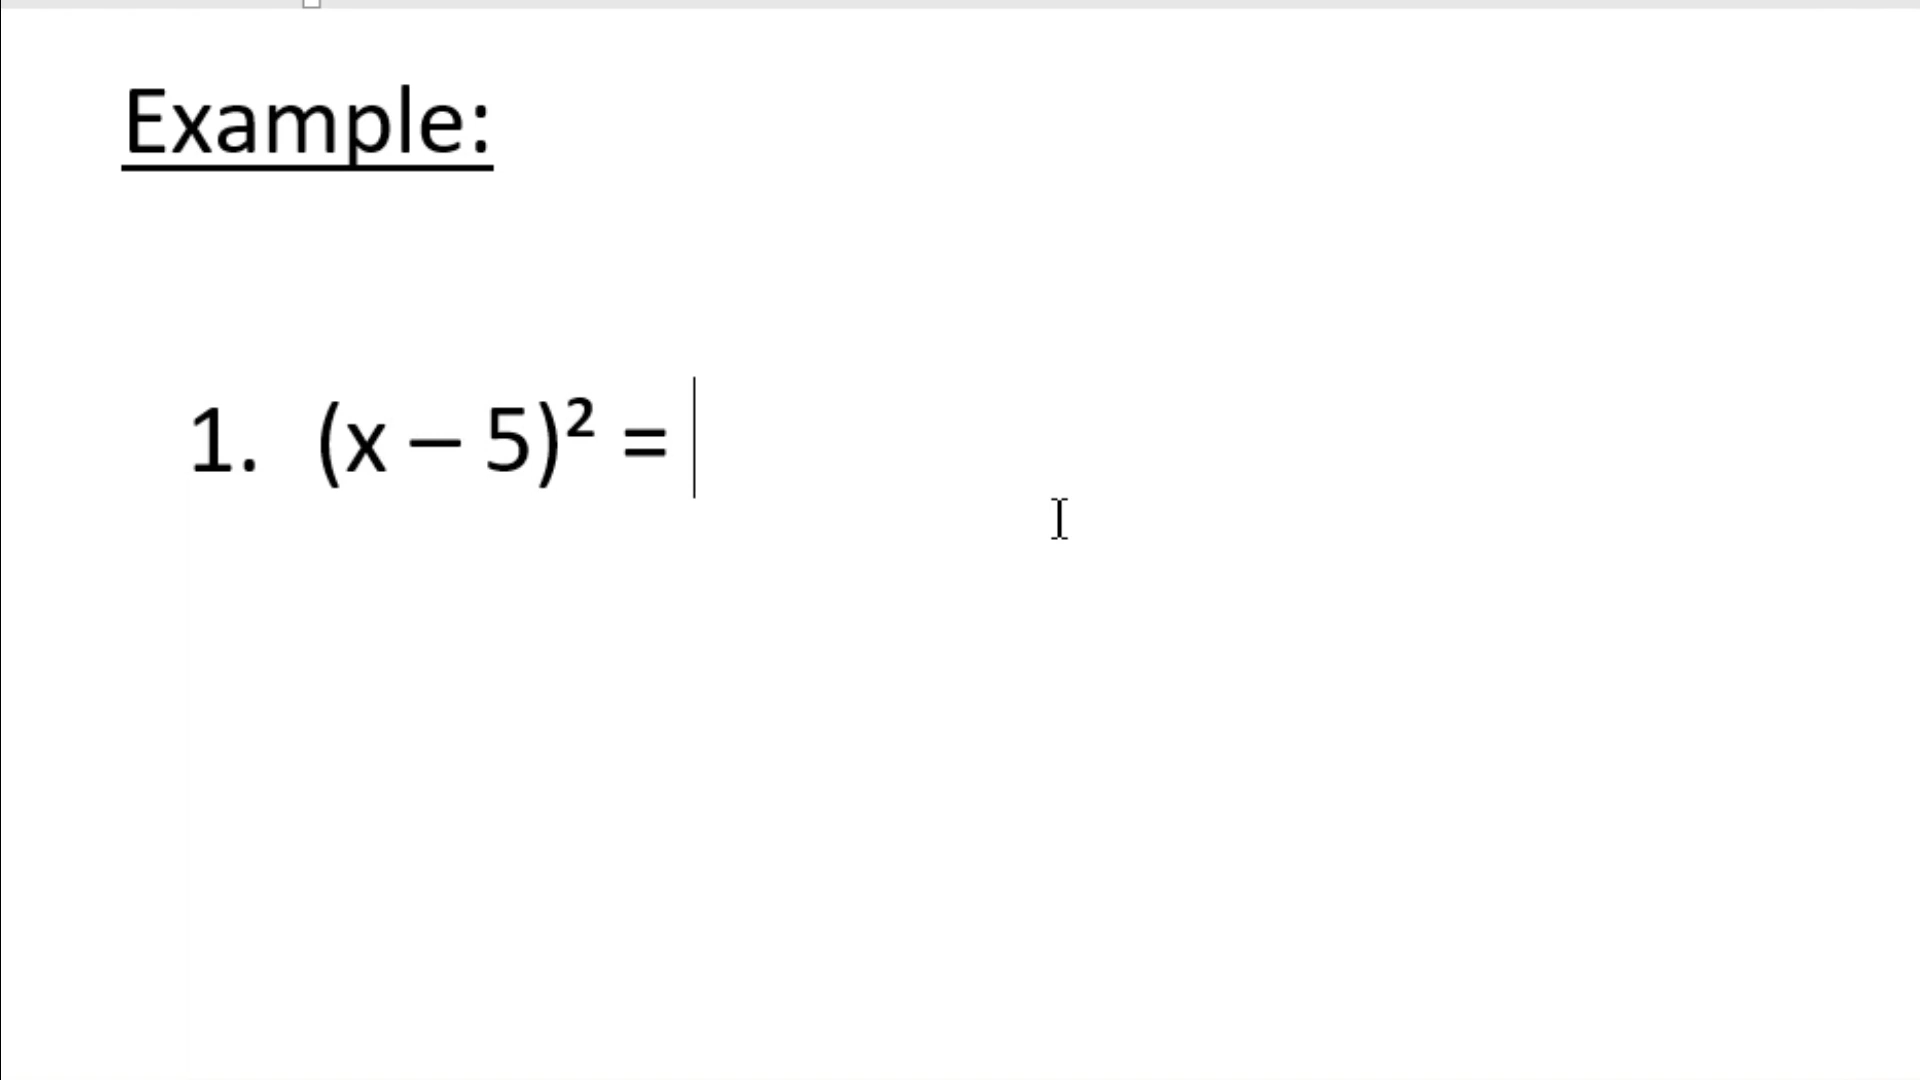 Example:
1. (x – 5)² =